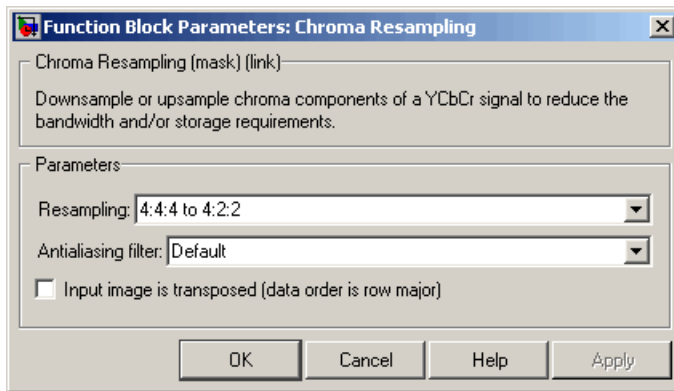 Function Block Parameters: Chroma Resampling
Chroma Resampling (mask) (link)
Downsample or upsample chroma components of a YCbCr signal to reduce the
bandwidth and/or storage requirements.
Parameters
Resampling: 4:4:4 to 4:2:2
Antialiasing filter: Default
Input image is transposed (data order is row major)
OK Cancel Help Apply